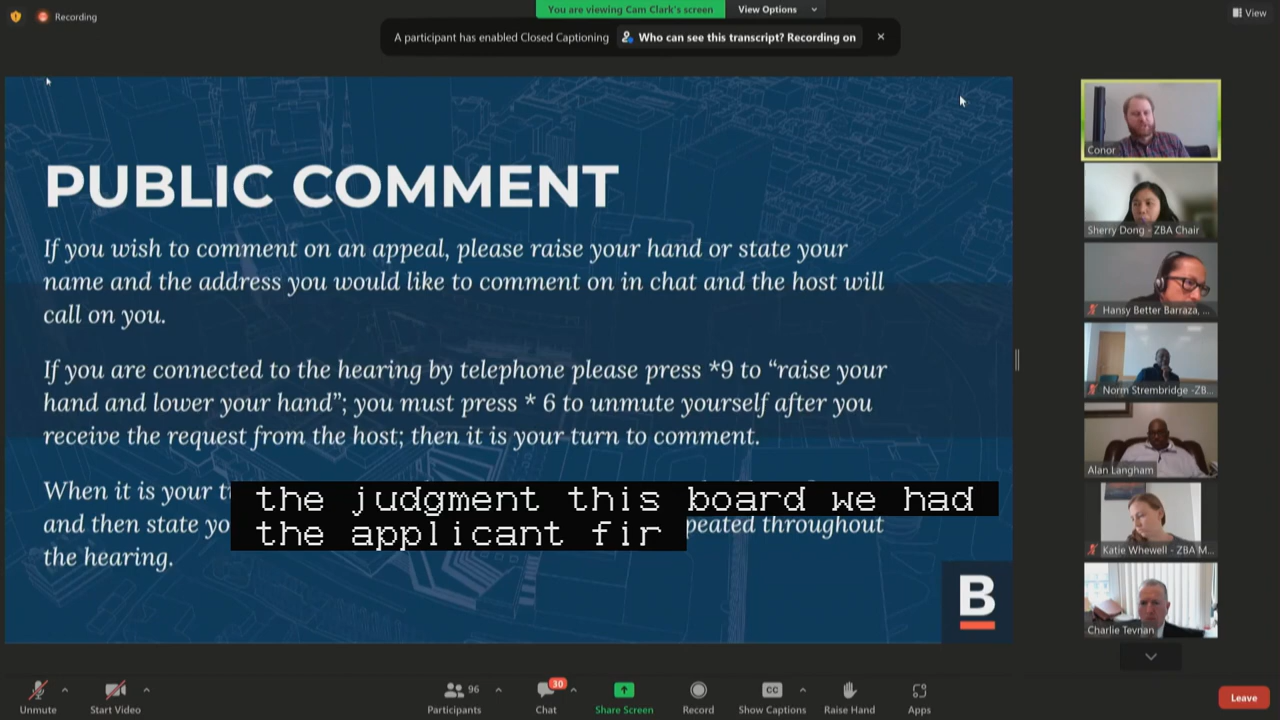 Recording
You are viewing Cam Clark's screen
View Options
View
A participant has enabled Closed Captioning
Who can see this transcript? Recording on
PUBLIC COMMENT
If you wish to comment on an appeal, please raise your hand or state your
name and the address you would like to comment on in chat and the host will
call on you.
If you are connected to the hearing by telephone please press *9 to “raise your
hand and lower your hand”; you must press * 6 to unmute yourself after you
receive the request from the host; then it is your turn to comment.
When it is your
and then state
peated throughout
the hearing.
the judgment this board we had
the applicant fir
B
Conor
Sherry Dong - ZBA Chair
Hansy Better Barraza, ...
Norm Strembridge -ZB...
Alan Langham
Katie Whewell - ZBA M...
Charlie Tevnan
Unmute
Start Video
96
Participants
30
Chat
Share Screen
Record
CC
Show Captions
Raise Hand
Apps
Leave